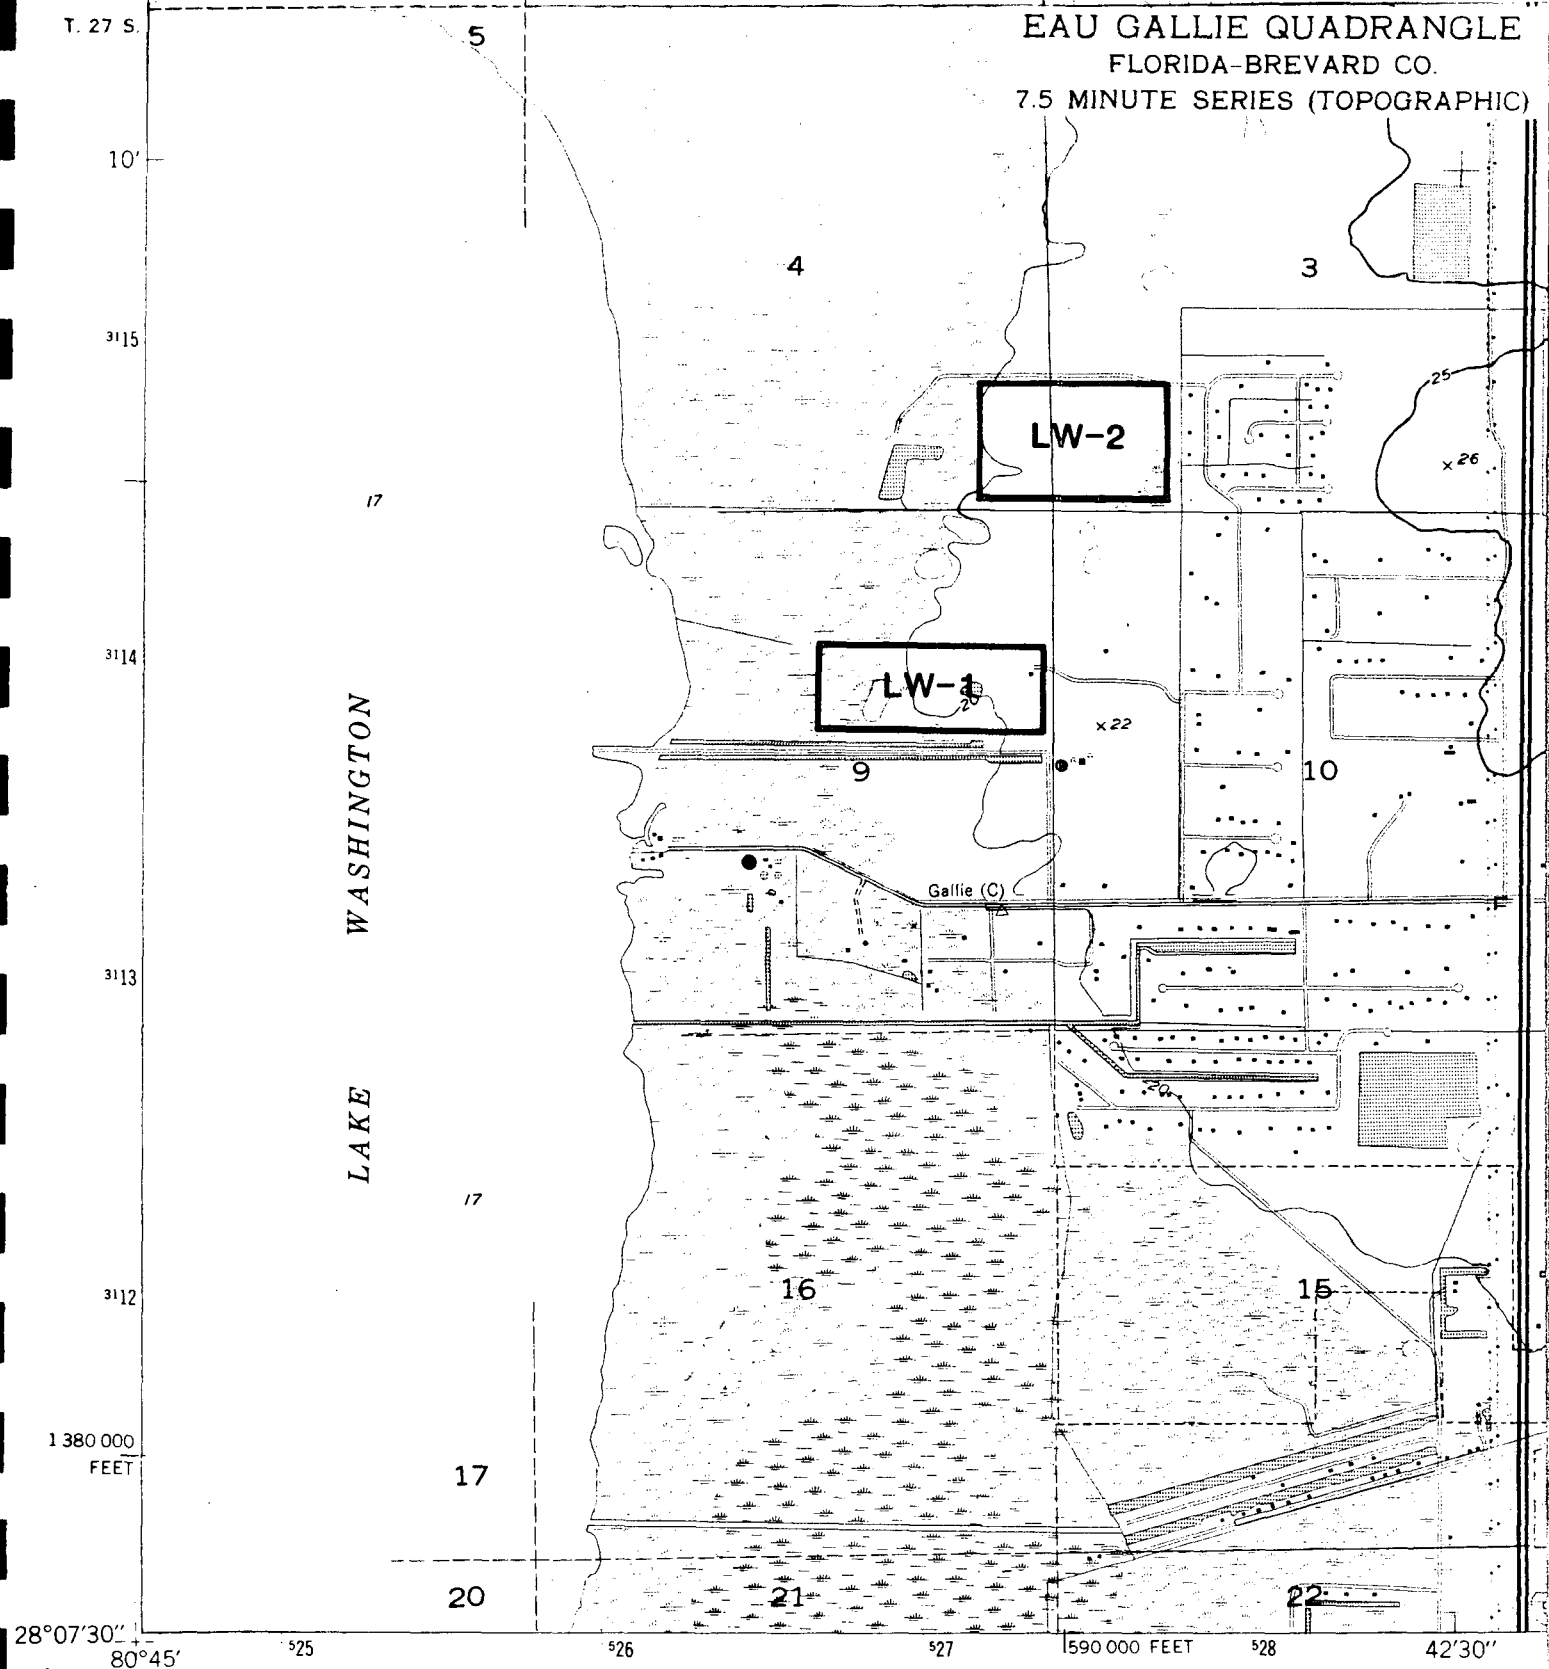 T. 27 S.
5
EAU GALLIE QUADRANGLE
FLORIDA-BREVARD CO.
7.5 MINUTE SERIES (TOPOGRAPHIC)
10'
4
3
3115
25
LW-2
26
17
3114
LW-1
20
22
9
10
LAKE WASHINGTON
Gallie (C)
3113
20
17
16
15
3112
1 380 000
FEET
17
20
21
22
28°07'30"
80°45'
525
526
527
590 000 FEET
528
42'30"